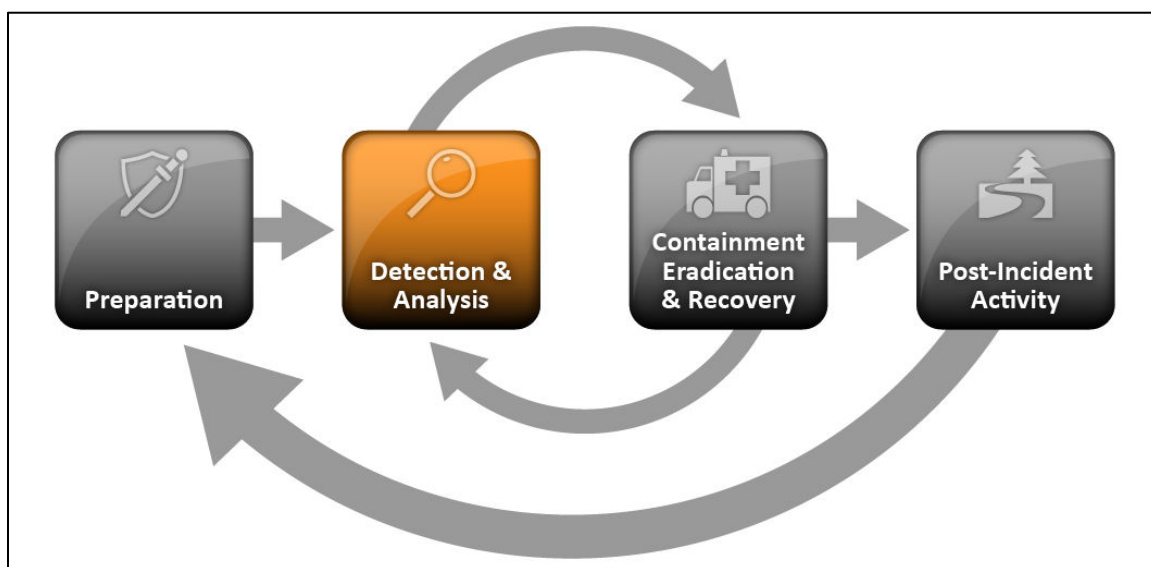 Preparation
Detection &
Analysis
Containment
Eradication
& Recovery
Post-Incident
Activity